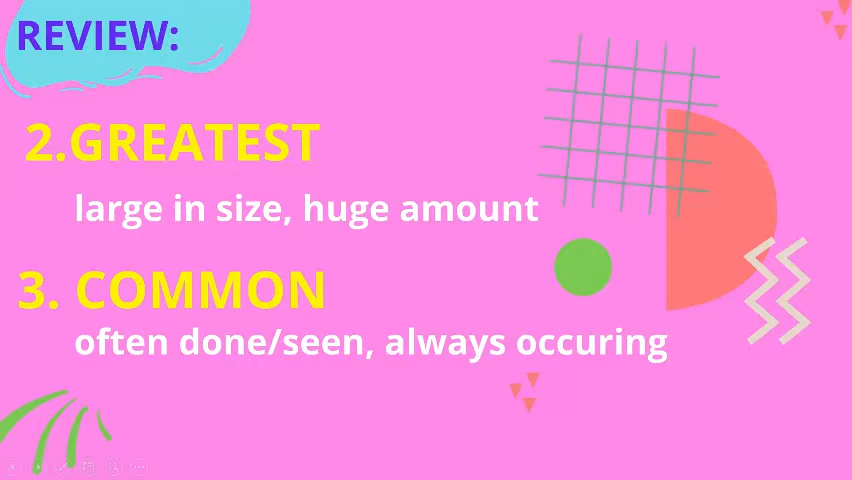 REVIEW:
2.GREATEST
large in size, huge amount
3. COMMON
often done/seen, always occuring